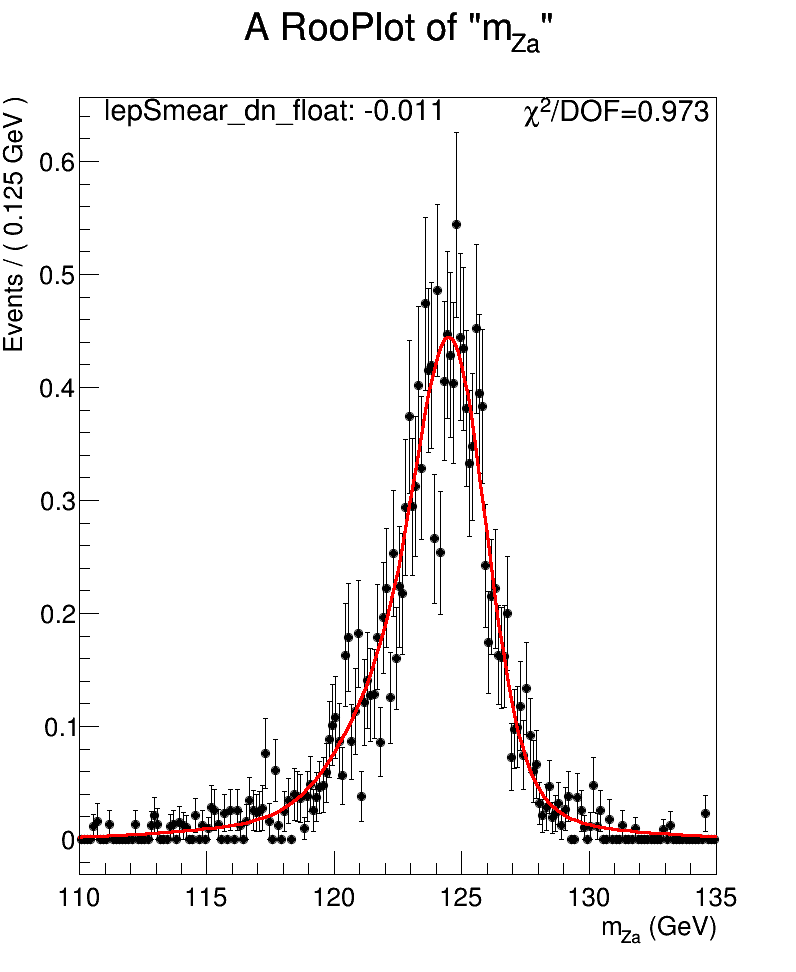 A RooPlot of "m_Za"
lepSmear_dn_float: -0.011
χ²/DOF=0.973
Events / ( 0.125 GeV )
0.6
0.5
0.4
0.3
0.2
0.1
0
110 115 120 125 130 135
m_Za (GeV)